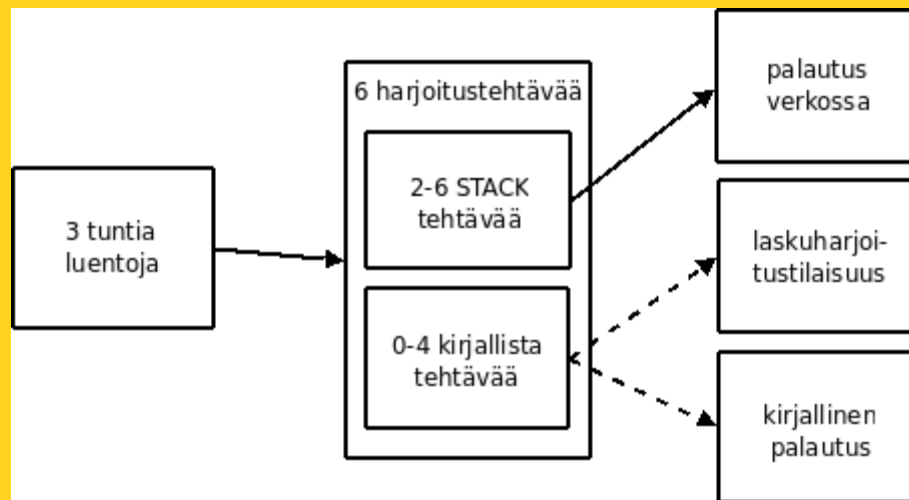 3 tuntia
luentoja
6 harjoitustehtävää
2-6 STACK
tehtävää
0-4 kirjallista
tehtävää
palautus
verkossa
laskuharjoi-
tustilaisuus
kirjallinen
palautus